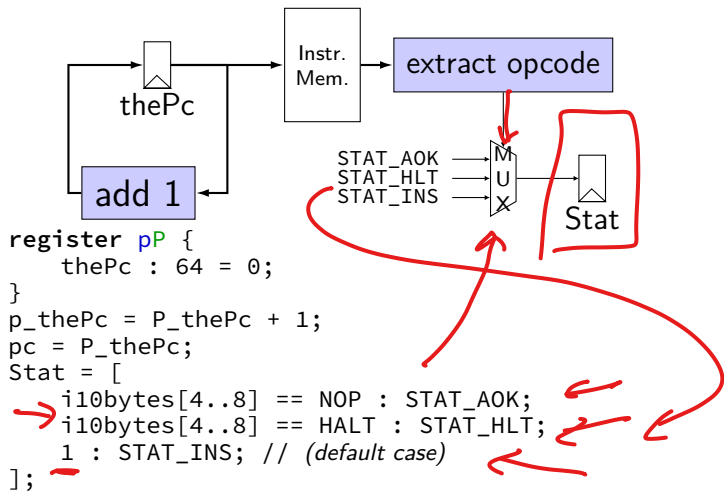 Instr.
Mem.
extract opcode
thePc
add 1
STAT_AOK
STAT_HLT
STAT_INS
M
U
X
Stat
register pP {
    thePc : 64 = 0;
}
p_thePc = P_thePc + 1;
pc = P_thePc;
Stat = [
    i10bytes[4..8] == NOP : STAT_AOK;
    i10bytes[4..8] == HALT : STAT_HLT;
    1 : STAT_INS; // (default case)
];